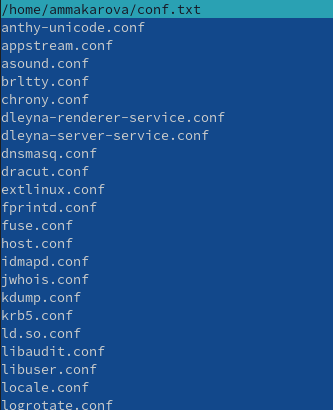 /home/ammakarova/conf.txt
anthy-unicode.conf
appstream.conf
asound.conf
brltty.conf
chrony.conf
dleyna-renderer-service.conf
dleyna-server-service.conf
dnsmasq.conf
dracut.conf
extlinux.conf
fprintd.conf
fuse.conf
host.conf
idmapd.conf
jwhois.conf
kdump.conf
krb5.conf
ld.so.conf
libaudit.conf
libuser.conf
locale.conf
logrotate.conf